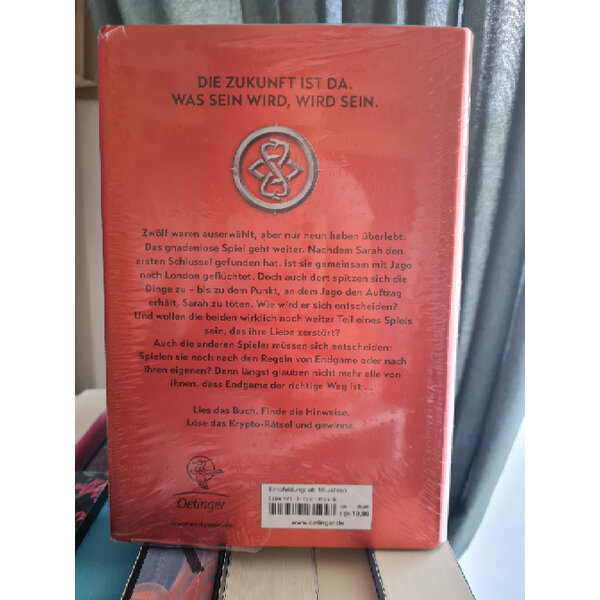 DIE ZUKUNFT IST DA.
WAS SEIN WIRD, WIRD SEIN.
Zwölf waren auserwählt, aber nur neun haben überlebt.
Das gnadenlose Spiel geht weiter. Nachdem Sarah den
ersten Schlüssel gefunden hat, ist sie gemeinsam mit Jago
nach London geflüchtet. Doch auch dort spitzen sich die
Dinge zu – bis zu dem Punkt, an dem Jago den Auftrag
erhält, Sarah zu töten. Wie wird er sich entscheiden?
Und wollen die beiden wirklich noch weiter Teil eines Spiels
sein, das ihre Liebe zerstört?
Auch die anderen Spieler müssen sich entscheiden:
Spielen sie noch nach den Regeln von Endgame oder nach
ihren eigenen? Denn längst glauben nicht mehr alle von
ihnen, dass Endgame der richtige Weg ist ...
Lies das Buch. Finde die Hinweise.
Löse das Krypto-Rätsel und gewinne.
Oetinger
Empfehlung: ab 16 Jahren
19,99
www.oetinger.de